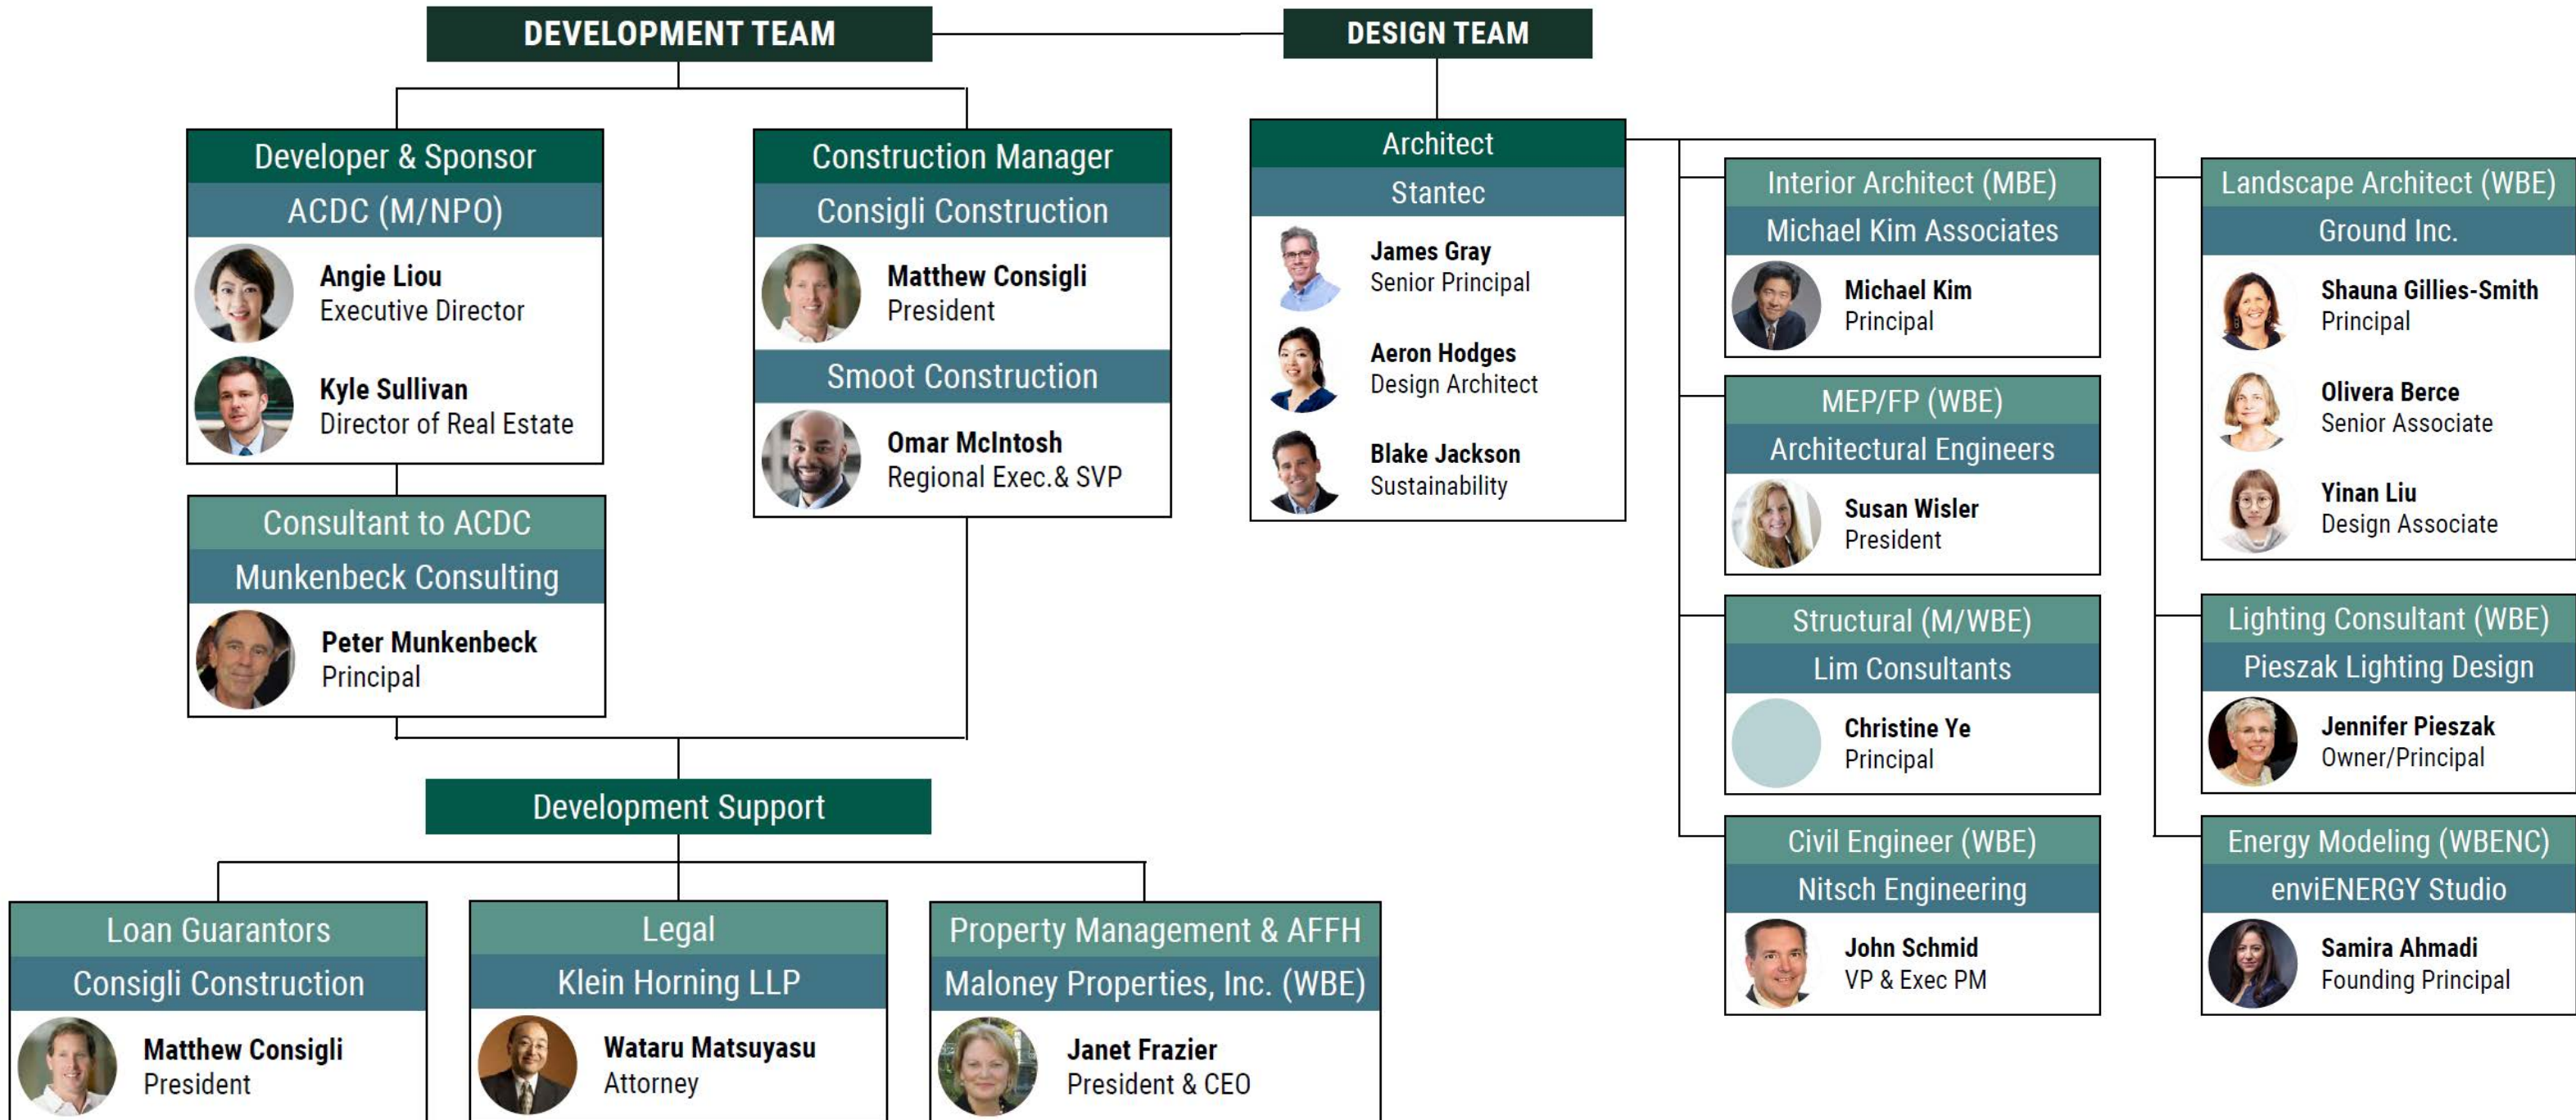 DEVELOPMENT TEAM
DESIGN TEAM
Developer & Sponsor
ACDC (M/NPO)
Angie Liou
Executive Director
Kyle Sullivan
Director of Real Estate
Consultant to ACDC
Munkenbeck Consulting
Peter Munkenbeck
Principal
Construction Manager
Consigli Construction
Matthew Consigli
President
Smoot Construction
Omar McIntosh
Regional Exec.& SVP
Development Support
Loan Guarantors
Consigli Construction
Matthew Consigli
President
Legal
Klein Horning LLP
Wataru Matsuyasu
Attorney
Property Management & AFFH
Maloney Properties, Inc. (WBE)
Janet Frazier
President & CEO
Architect
Stantec
James Gray
Senior Principal
Aeron Hodges
Design Architect
Blake Jackson
Sustainability
Interior Architect (MBE)
Michael Kim Associates
Michael Kim
Principal
MEP/FP (WBE)
Architectural Engineers
Susan Wisler
President
Structural (M/WBE)
Lim Consultants
Christine Ye
Principal
Civil Engineer (WBE)
Nitsch Engineering
John Schmid
VP & Exec PM
Landscape Architect (WBE)
Ground Inc.
Shauna Gillies-Smith
Principal
Olivera Berce
Senior Associate
Yinan Liu
Design Associate
Lighting Consultant (WBE)
Pieszak Lighting Design
Jennifer Pieszak
Owner/Principal
Energy Modeling (WBENC)
enviENERGY Studio
Samira Ahmadi
Founding Principal